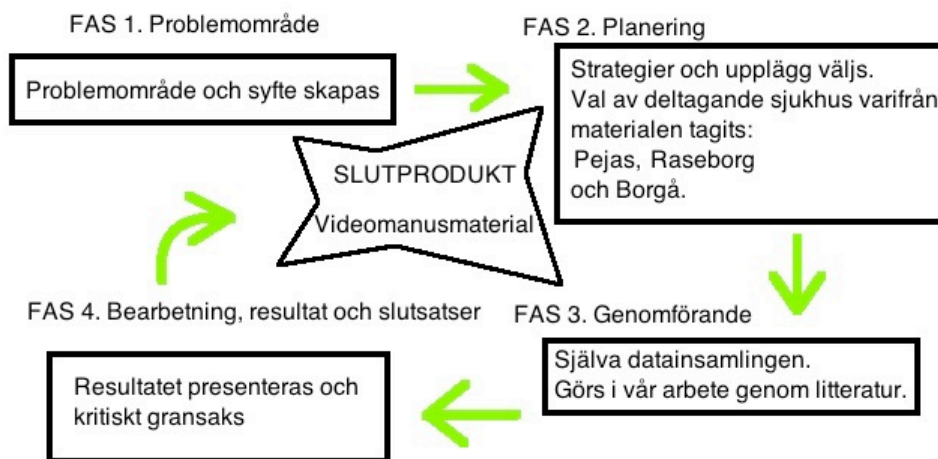 FAS 1. Problemområde
Problemområde och syfte skapas
FAS 2. Planering
Strategier och upplägg väljs.
Val av deltagande sjukhus varifrån
materialen tagits:
Pejas, Raseborg
och Borgå.
SLUTPRODUKT
Videomanusmaterial
FAS 3. Genomförande
Själva datainsamlingen.
Görs i vår arbete genom litteratur.
FAS 4. Bearbetning, resultat och slutsatser
Resultatet presenteras och
kritiskt gransaks